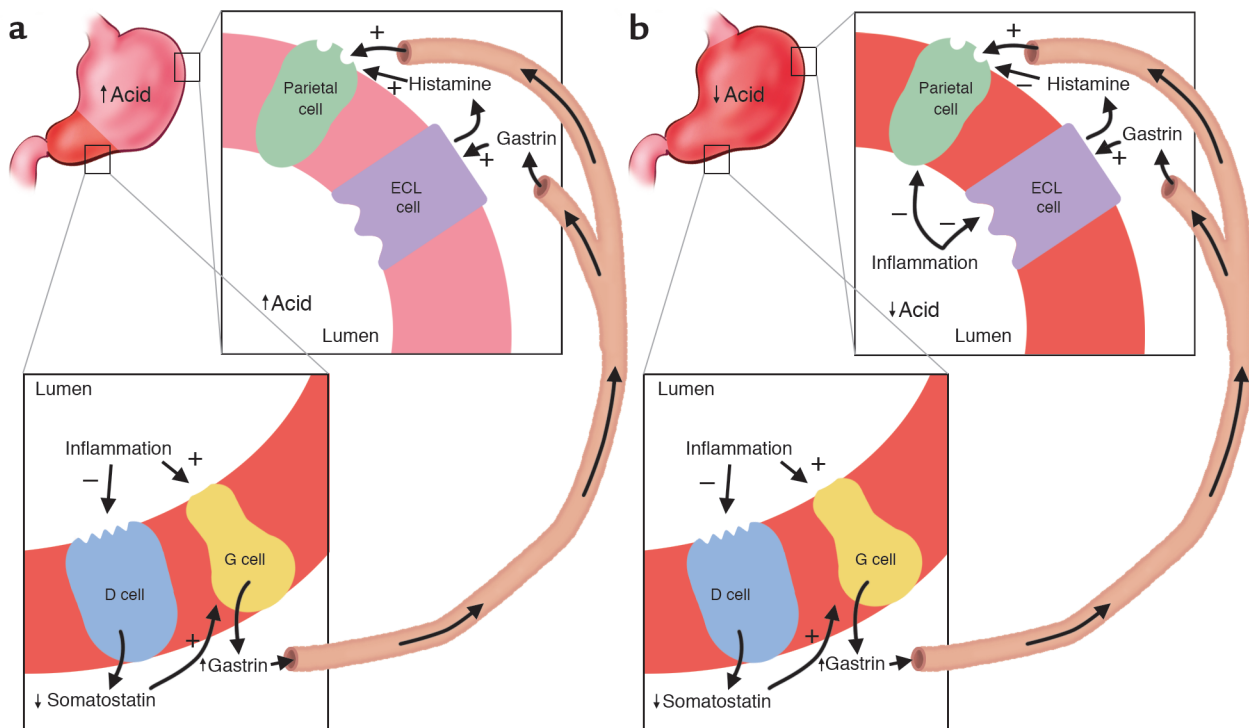 a
↑Acid
+
Parietal
cell
+
Histamine
Gastrin
+
ECL
cell
↑Acid
Lumen
Lumen
Inflammation
–
+
G cell
D cell
+
↑Gastrin
↓Somatostatin
b
↓Acid
+
Parietal
cell
–
Histamine
Gastrin
+
ECL
cell
–
–
Inflammation
↓Acid
Lumen
Lumen
Inflammation
–
+
G cell
D cell
+
↑Gastrin
↓Somatostatin